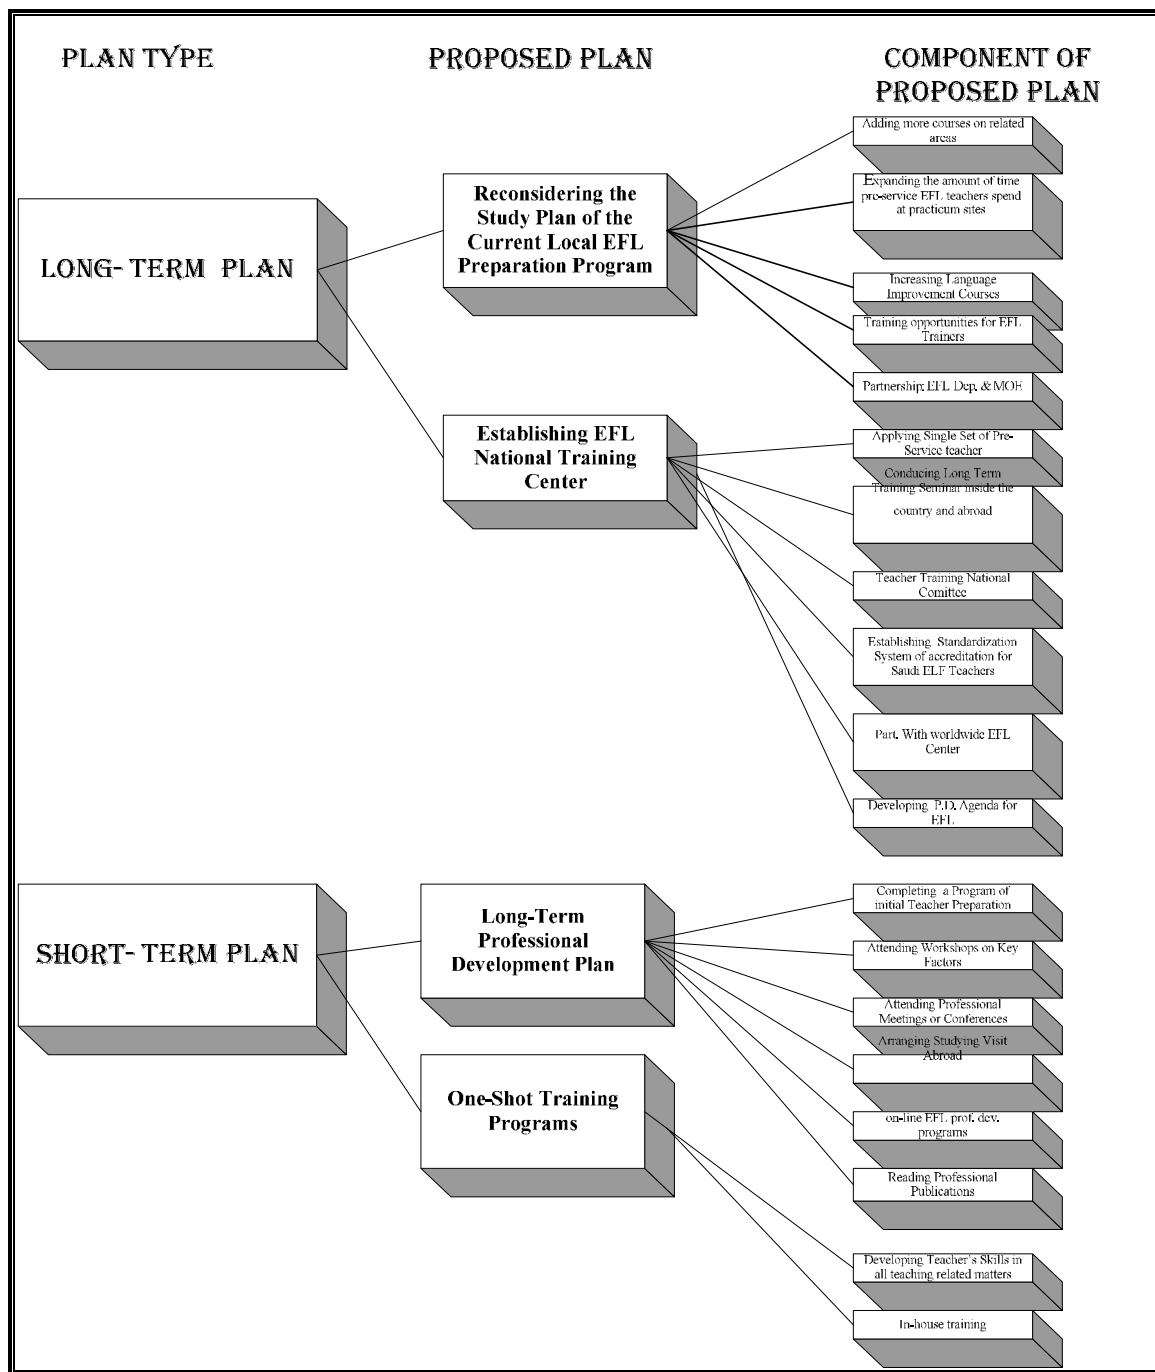 PLAN TYPE
PROPOSED PLAN
COMPONENT OF
PROPOSED PLAN
LONG- TERM PLAN
Reconsidering the
Study Plan of the
Current Local EFL
Preparation Program
Adding more courses on related
areas
Expanding the amount of time
pre-service EFL teachers spend
at practicum sites
Increasing Language
Improvement Courses
Training opportunities for EFL
Trainers
Partnership: EFL Dep. & MOE
Establishing EFL
National Training
Center
Applying Single Set of Pre-
Service teacher
Conducing Long Term
Training Seminar inside the
country and abroad
Teacher Training National
Comittee
Establishing Standardization
System of accreditation for
Saudi ELF Teachers
Part. With worldwide EFL
Center
Developing P.D. Agenda for
EFL
SHORT- TERM PLAN
Long-Term
Professional
Development Plan
Completing a Program of
initial Teacher Preparation
Attending Workshops on Key
Factors
Attending Professional
Meetings or Conferences
Arranging Studying Visit
Abroad
on-line EFL prof. dev.
programs
Reading Professional
Publications
One-Shot Training
Programs
Developing Teacher's Skills in
all teaching related matters
In-house training